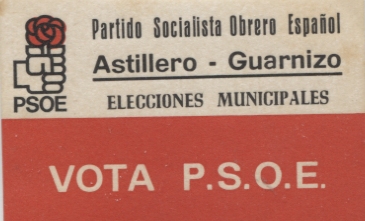 Partido Socialista Obrero Español
Astillero - Guarnizo
PSOE
ELECCIONES MUNICIPALES
VOTA P.S.O.E.